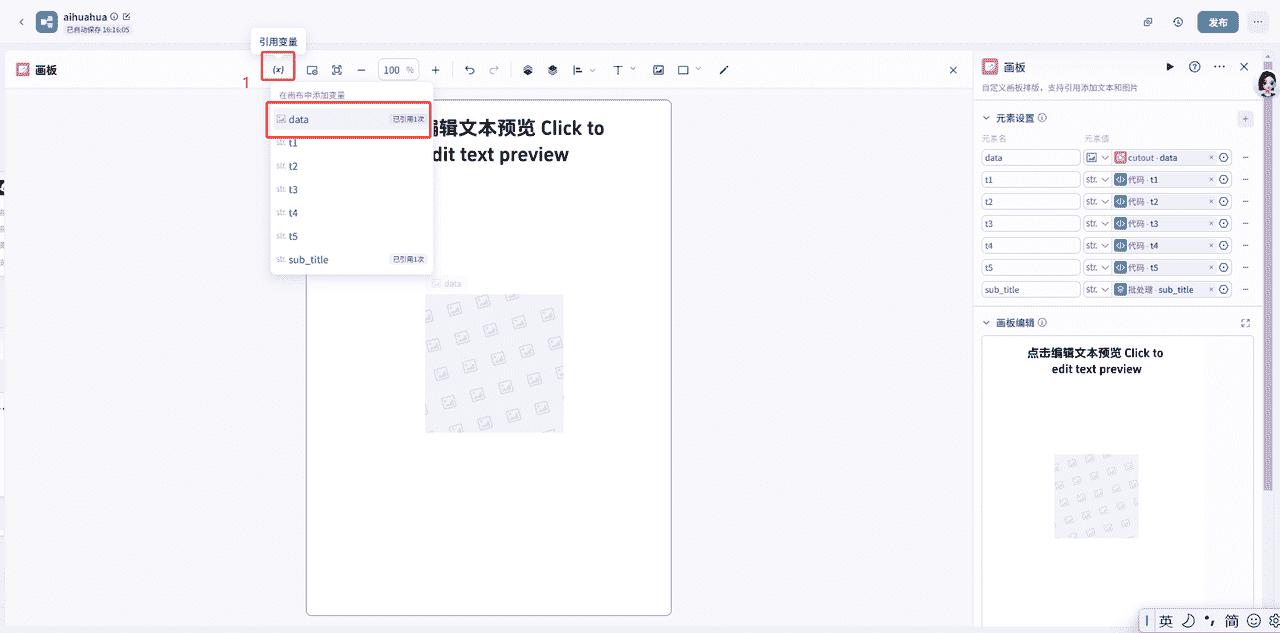 aihuahua
已自动保存 16:16:05
发布
引用变量
画板
1
(x)
100 %
T
在画布中添加变量
data 已引用1次
str. t1
str. t2
str. t3
str. t4
str. t5
str. sub_title 已引用1次
编辑文本预览 Click to
dit text preview
data
画板
自定义画板排版，支持引用添加文本和图片
元素设置
元素名 元素值
data cutout - data
t1 str. 代码 - t1
t2 str. 代码 - t2
t3 str. 代码 - t3
t4 str. 代码 - t4
t5 str. 代码 - t5
sub_title str. 批处理 - sub_title
画板编辑
点击编辑文本预览 Click to
edit text preview
英 简